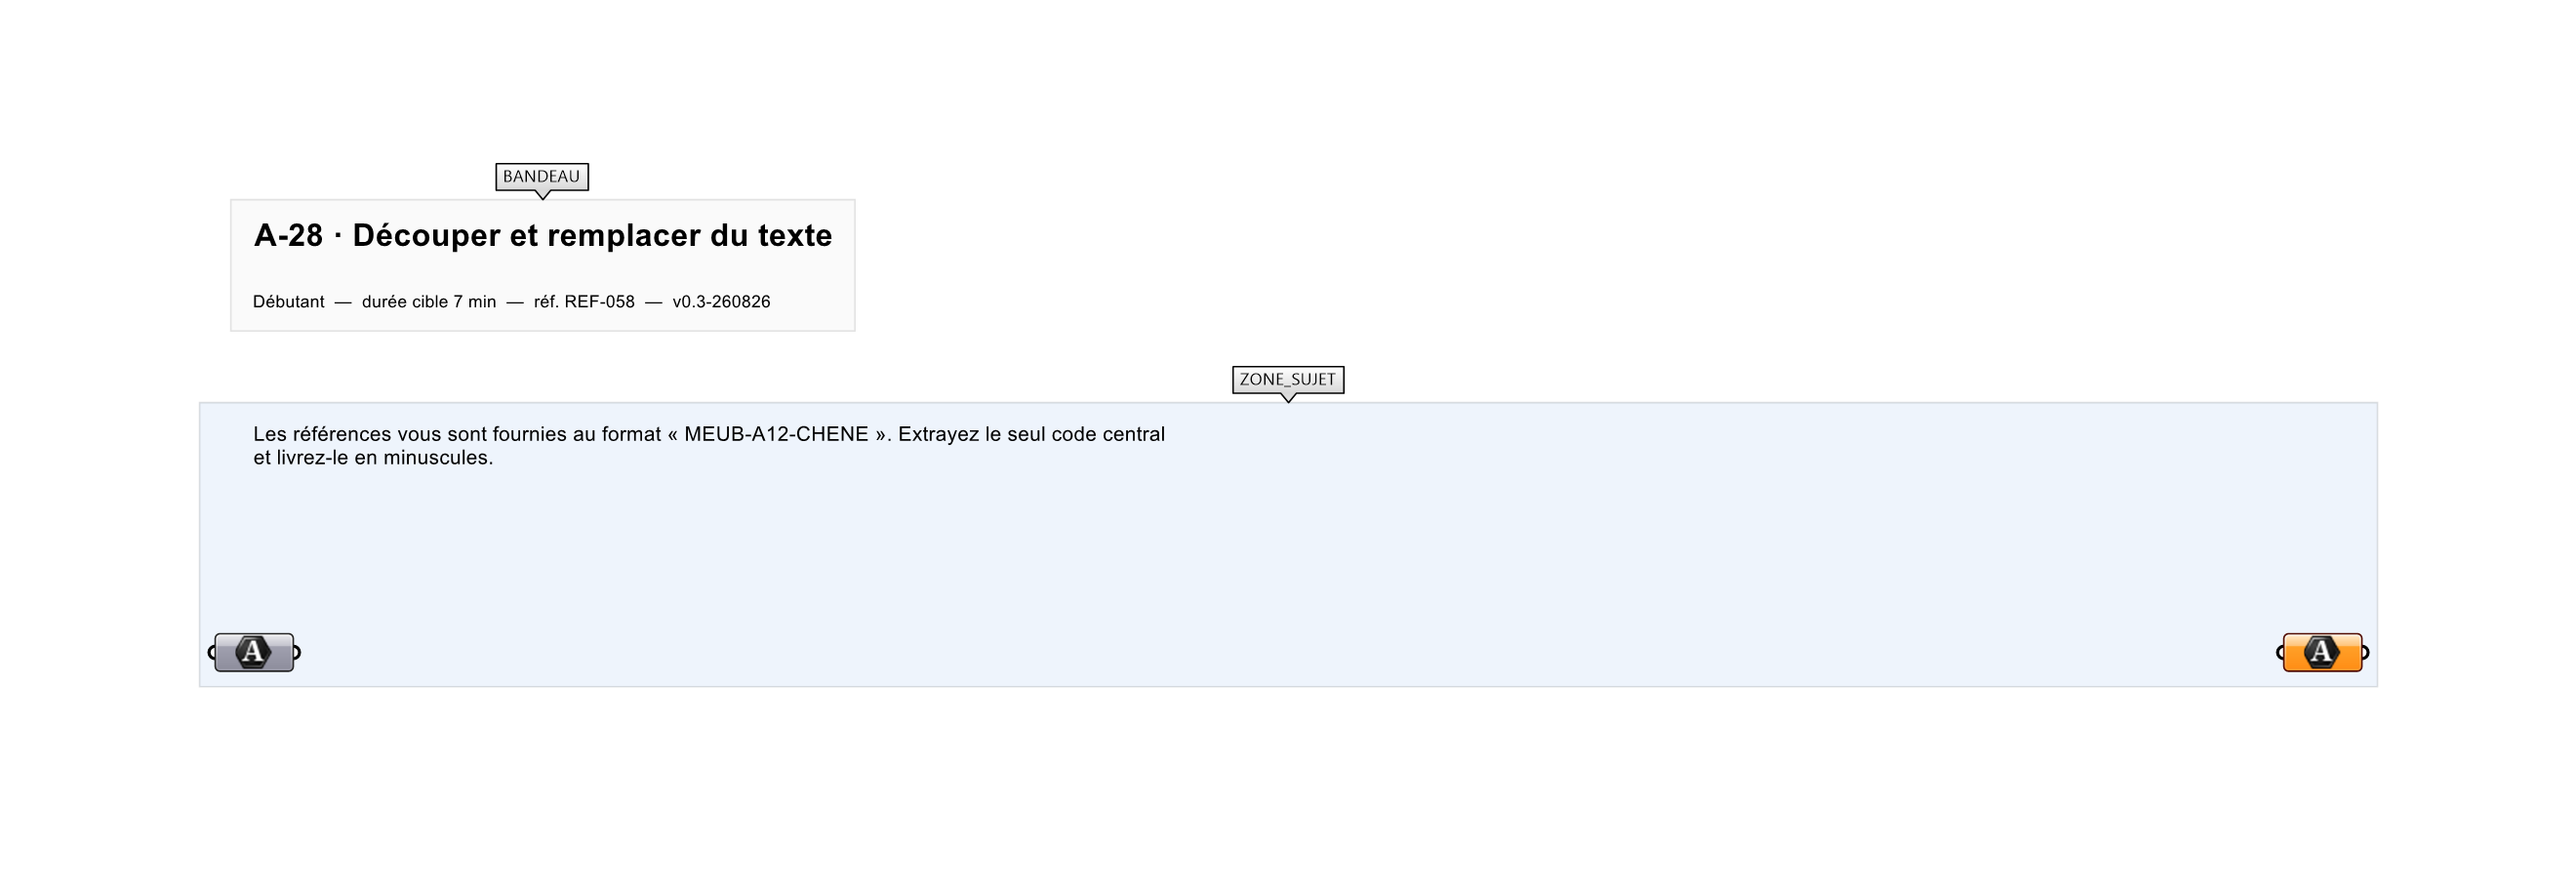 BANDEAU
A-28 · Découper et remplacer du texte
Débutant — durée cible 7 min — réf. REF-058 — v0.3-260826
ZONE_SUJET
Les références vous sont fournies au format « MEUB-A12-CHENE ». Extrayez le seul code central
et livrez-le en minuscules.
A
A